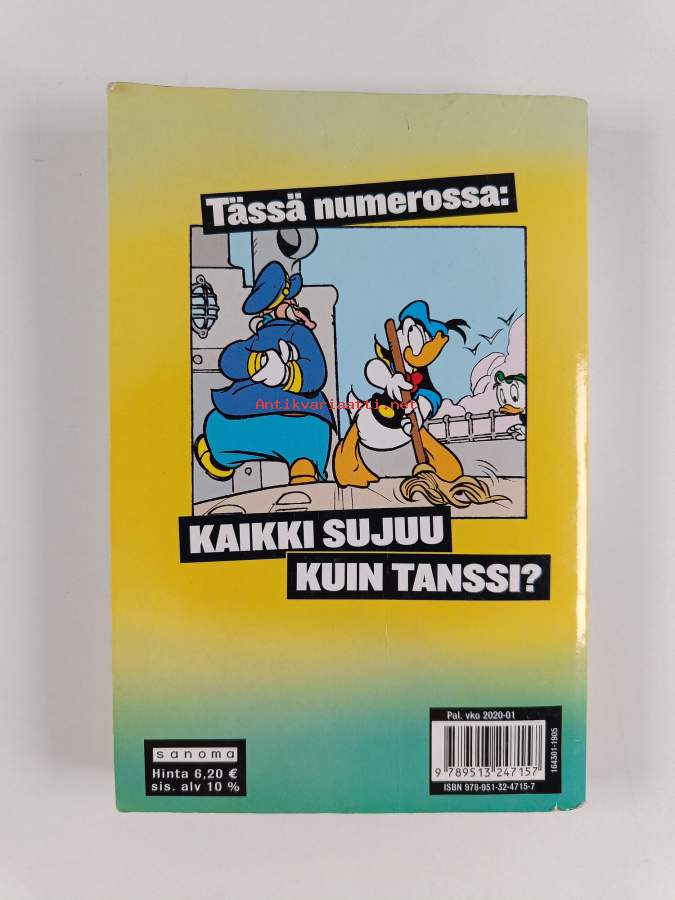 Tässä numerossa:
Antikvariaatti.net
KAIKKI SUJUU
KUIN TANSSI?
sanoma
Hinta 6,20 €
sis. alv 10 %
Pal. vko 2020-01
9 789513 247157
ISBN 978-951-32-4715-7
164301-1905